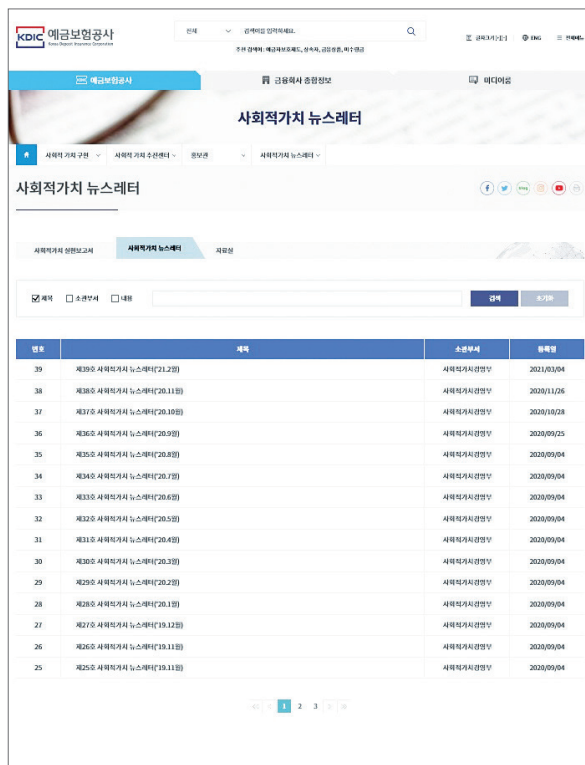 KDIC 예금보험공사
Korea Deposit Insurance Corporation
전체
검색어를 입력하세요.
추천 검색어: 예금자보호제도, 상속자, 금융상품, 미수령금
글자크기 [+] [-]
ENG
전체메뉴
KDIC 예금보험공사
금융회사 종합정보
미디어룸
사회적가치 뉴스레터
사회적 가치 구현
사회적 가치 추진센터
홍보관
사회적가치 뉴스레터
사회적가치 뉴스레터
사회적가치 실현보고서
사회적가치 뉴스레터
자료실
제목
소관부서
내용
검색
초기화
번호 제목 소관부서 등록일
39 제39호 사회적가치 뉴스레터('21.2월) 사회적가치경영부 2021/03/04
38 제38호 사회적가치 뉴스레터('20.11월) 사회적가치경영부 2020/11/26
37 제37호 사회적가치 뉴스레터('20.10월) 사회적가치경영부 2020/10/28
36 제36호 사회적가치 뉴스레터('20.9월) 사회적가치경영부 2020/09/25
35 제35호 사회적가치 뉴스레터('20.8월) 사회적가치경영부 2020/09/04
34 제34호 사회적가치 뉴스레터('20.7월) 사회적가치경영부 2020/09/04
33 제33호 사회적가치 뉴스레터('20.6월) 사회적가치경영부 2020/09/04
32 제32호 사회적가치 뉴스레터('20.5월) 사회적가치경영부 2020/09/04
31 제31호 사회적가치 뉴스레터('20.4월) 사회적가치경영부 2020/09/04
30 제30호 사회적가치 뉴스레터('20.3월) 사회적가치경영부 2020/09/04
29 제29호 사회적가치 뉴스레터('20.2월) 사회적가치경영부 2020/09/04
28 제28호 사회적가치 뉴스레터('20.1월) 사회적가치경영부 2020/09/04
27 제27호 사회적가치 뉴스레터('19.12월) 사회적가치경영부 2020/09/04
26 제26호 사회적가치 뉴스레터('19.11월) 사회적가치경영부 2020/09/04
25 제25호 사회적가치 뉴스레터('19.11월) 사회적가치경영부 2020/09/04
1 2 3